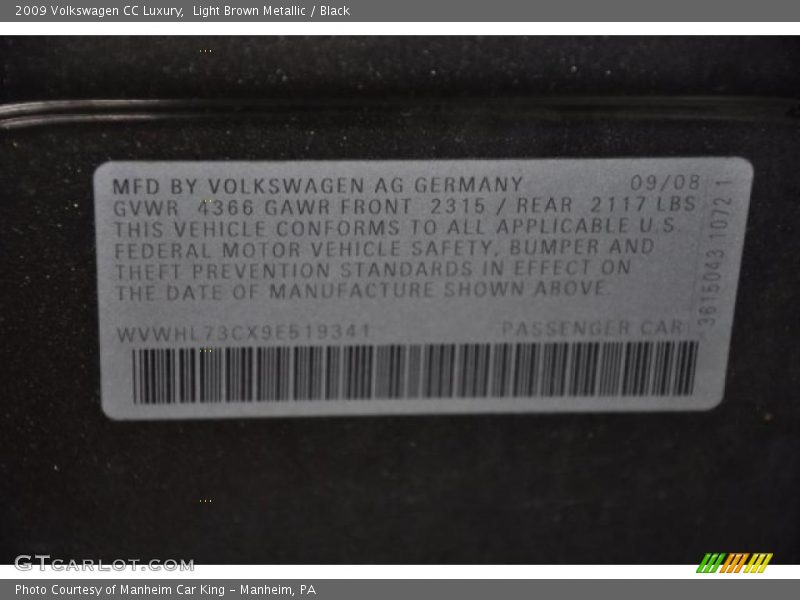 2009 Volkswagen CC Luxury,  Light Brown Metallic / Black
MFD BY VOLKSWAGEN AG GERMANY 09/08
GVWR 4366 GAWR FRONT 2315 / REAR 2117 LBS
THIS VEHICLE CONFORMS TO ALL APPLICABLE U.S.
FEDERAL MOTOR VEHICLE SAFETY, BUMPER AND
THEFT PREVENTION STANDARDS IN EFFECT ON
THE DATE OF MANUFACTURE SHOWN ABOVE.
WVWHL73CX9E519341 PASSENGER CAR
3615043 1072 1
GTCARLOT.COM
Photo Courtesy of Manheim Car King - Manheim, PA